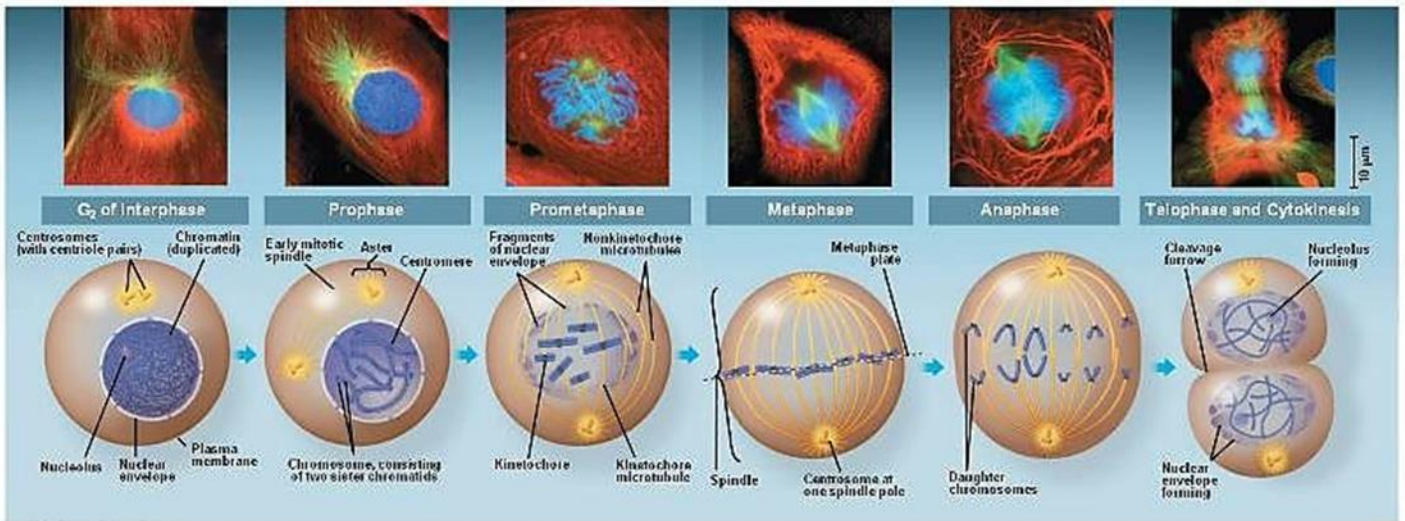 10 µm
G₂ of Interphase
Prophase
Prometaphase
Metaphase
Anaphase
Telophase and Cytokinesis
Centrosomes
(with centriole pairs)
Chromatin
(duplicated)
Nucleolus
Nuclear
envelope
Plasma
membrane
Early mitotic
spindle
Aster
Centromere
Chromosome, consisting
of two sister chromatids
Fragments
of nuclear
envelope
Nonkinetochore
microtubules
Kinetochore
Kinetochore
microtubule
Metaphase
plate
Spindle
Centrosome at
one spindle pole
Daughter
chromosomes
Cleavage
furrow
Nucleolus
forming
Nuclear
envelope
forming